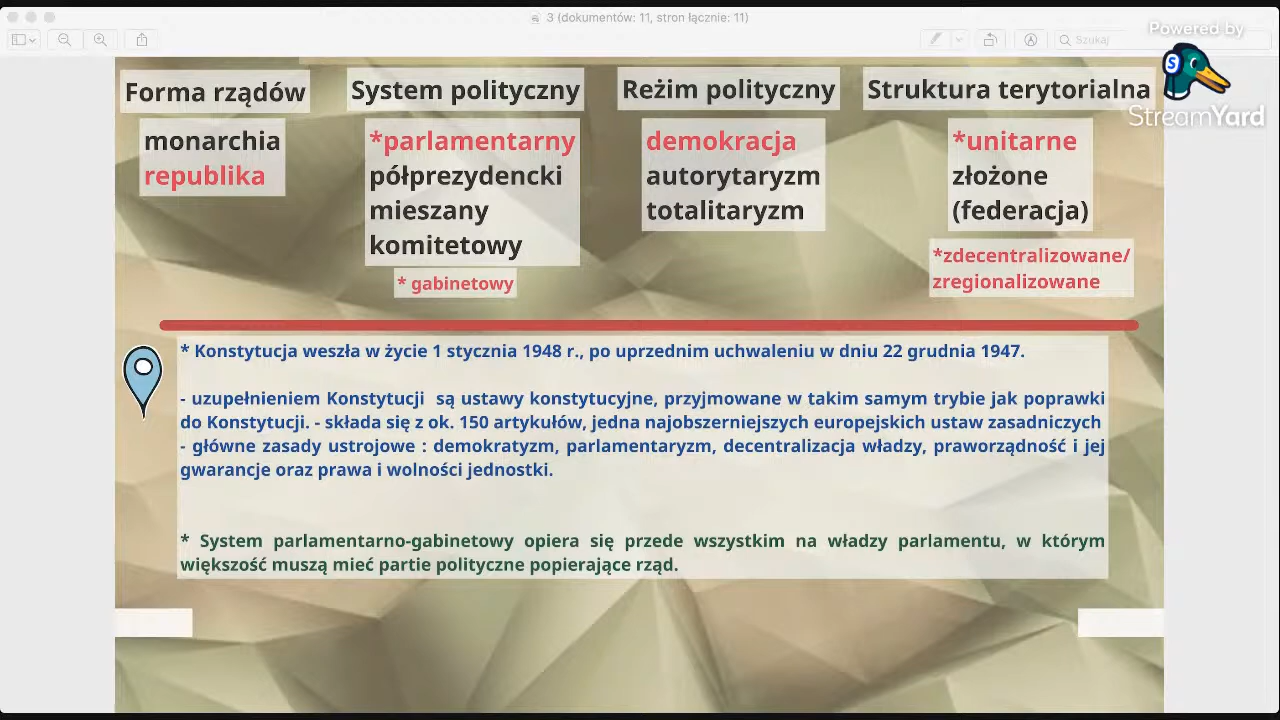 3 (dokumentów: 11, stron łącznie: 11)
Szukaj
Powered by
S
StreamYard
Forma rządów
monarchia
republika
System polityczny
*parlamentarny
półprezydencki
mieszany
komitetowy
* gabinetowy
Reżim polityczny
demokracja
autorytaryzm
totalitaryzm
Struktura terytorialna
*unitarne
złożone
(federacja)
*zdecentralizowane/
zregionalizowane
* Konstytucja weszła w życie 1 stycznia 1948 r., po uprzednim uchwaleniu w dniu 22 grudnia 1947.
- uzupełnieniem Konstytucji są ustawy konstytucyjne, przyjmowane w takim samym trybie jak poprawki
do Konstytucji. - składa się z ok. 150 artykułów, jedna najobszerniejszych europejskich ustaw zasadniczych
- główne zasady ustrojowe : demokratyzm, parlamentaryzm, decentralizacja władzy, praworządność i jej
gwarancje oraz prawa i wolności jednostki.
* System parlamentarno-gabinetowy opiera się przede wszystkim na władzy parlamentu, w którym
większość muszą mieć partie polityczne popierające rząd.